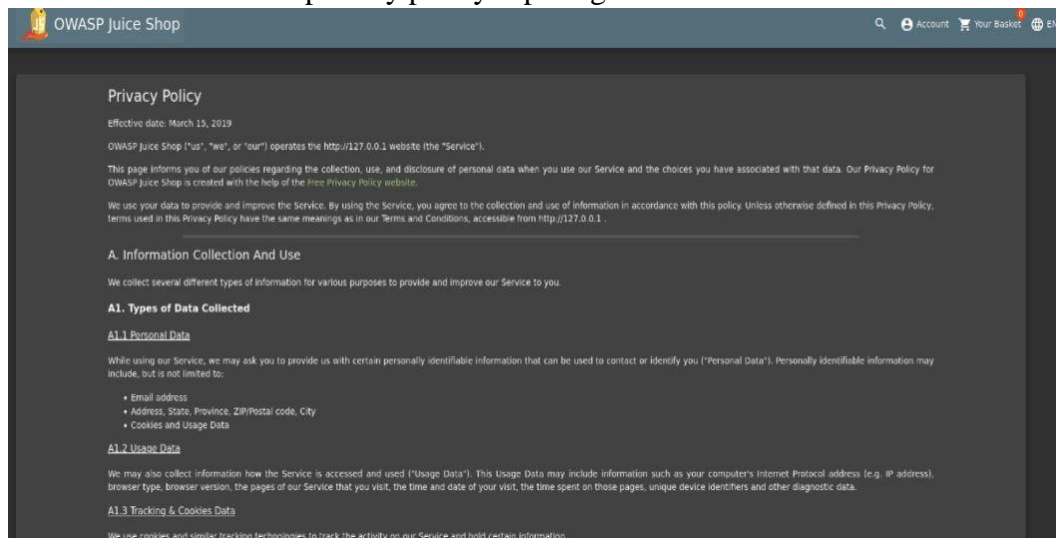 privacy policy
OWASP Juice Shop
Account
Your Basket
0
EN
Privacy Policy
Effective date: March 15, 2019
OWASP Juice Shop ("us", "we", or "our") operates the http://127.0.0.1 website (the "Service").
This page informs you of our policies regarding the collection, use, and disclosure of personal data when you use our Service and the choices you have associated with that data. Our Privacy Policy for
OWASP Juice Shop is created with the help of the Free Privacy Policy website.
We use your data to provide and improve the Service. By using the Service, you agree to the collection and use of information in accordance with this policy. Unless otherwise defined in this Privacy Policy,
terms used in this Privacy Policy have the same meanings as in our Terms and Conditions, accessible from http://127.0.0.1 .
A. Information Collection And Use
We collect several different types of information for various purposes to provide and improve our Service to you.
A1. Types of Data Collected
A1.1 Personal Data
While using our Service, we may ask you to provide us with certain personally identifiable information that can be used to contact or identify you ("Personal Data"). Personally identifiable information may
include, but is not limited to:
• Email address
• Address, State, Province, ZIP/Postal code, City
• Cookies and Usage Data
A1.2 Usage Data
We may also collect information how the Service is accessed and used ("Usage Data"). This Usage Data may include information such as your computer's Internet Protocol address (e.g. IP address),
browser type, browser version, the pages of our Service that you visit, the time and date of your visit, the time spent on those pages, unique device identifiers and other diagnostic data.
A1.3 Tracking & Cookies Data
We use cookies and similar tracking technologies to track the activity on our Service and hold certain information.